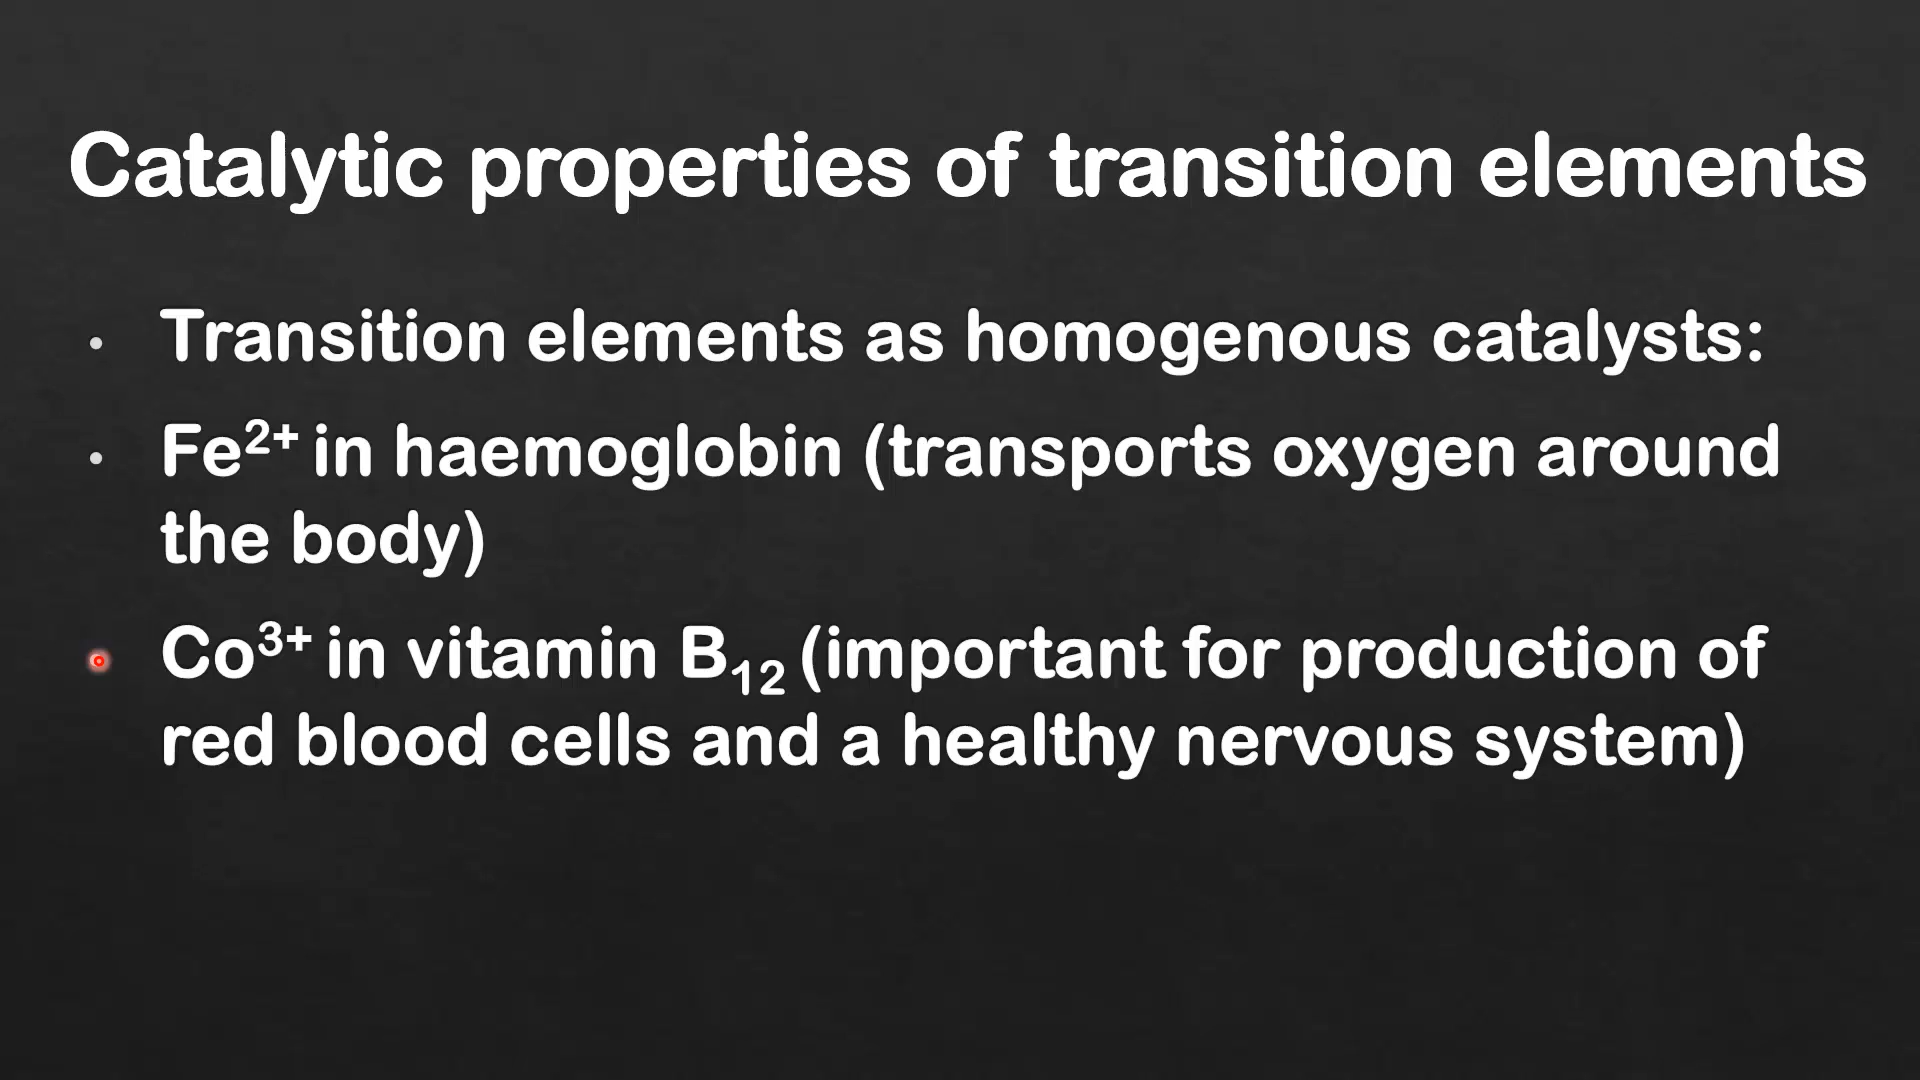 Catalytic properties of transition elements
• Transition elements as homogenous catalysts:
• Fe²⁺ in haemoglobin (transports oxygen around
the body)
• Co³⁺ in vitamin B₁₂ (important for production of
red blood cells and a healthy nervous system)